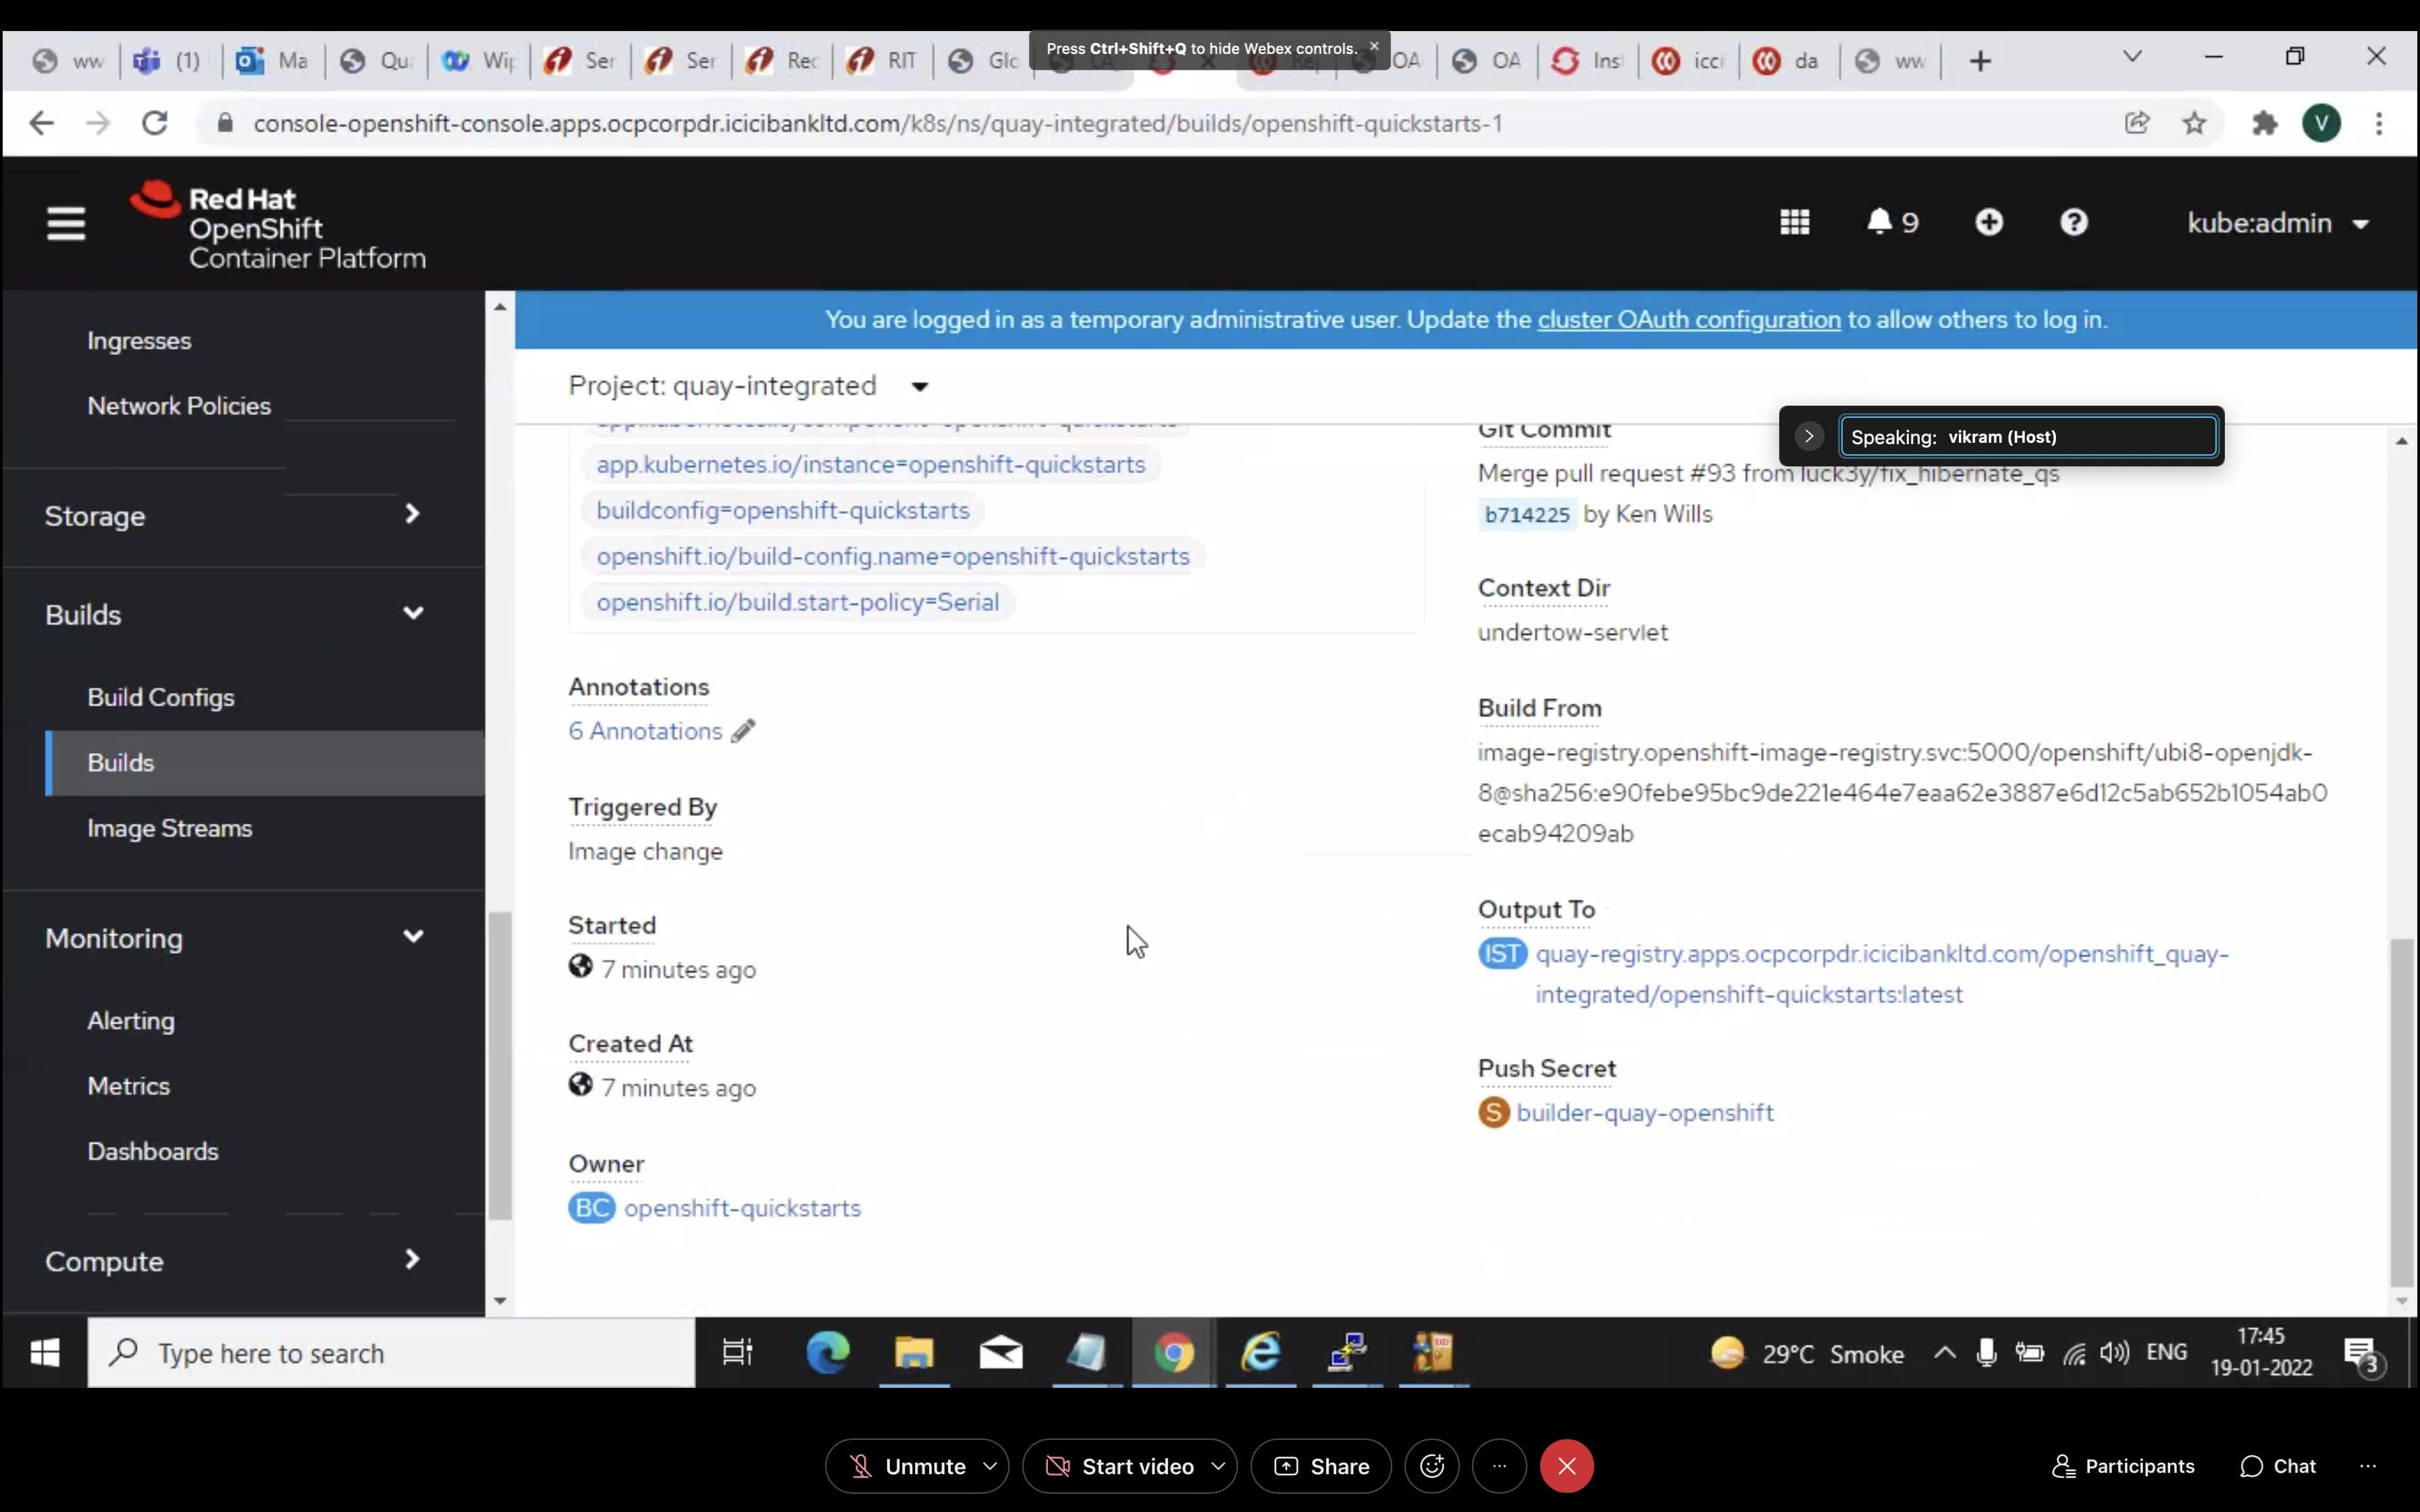 Press Ctrl+Shift+Q to hide Webex controls.
ww
(1)
Ma
Qu
Wi
Ser
Ser
Rec
RIT
Glo
OA
OA
Ins
icc
da
ww
console-openshift-console.apps.ocpcorpdr.icicibankltd.com/k8s/ns/quay-integrated/builds/openshift-quickstarts-1
V
Red Hat
OpenShift
Container Platform
9
kube:admin
You are logged in as a temporary administrative user. Update the cluster OAuth configuration to allow others to log in.
Ingresses
Network Policies
Storage
Builds
Build Configs
Builds
Image Streams
Monitoring
Alerting
Metrics
Dashboards
Compute
Project: quay-integrated
Speaking: vikram (Host)
app.kubernetes.io/component=openshift-quickstarts
app.kubernetes.io/instance=openshift-quickstarts
buildconfig=openshift-quickstarts
openshift.io/build-config.name=openshift-quickstarts
openshift.io/build.start-policy=Serial
Annotations
6 Annotations
Triggered By
Image change
Started
7 minutes ago
Created At
7 minutes ago
Owner
BC openshift-quickstarts
Git Commit
Merge pull request #93 from luck3y/fix_hibernate_qs
b714225 by Ken Wills
Context Dir
undertow-servlet
Build From
image-registry.openshift-image-registry.svc:5000/openshift/ubi8-openjdk-
8@sha256:e90febe95bc9de221e464e7eaa62e3887e6d12c5ab652b1054ab0
ecab94209ab
Output To
IST quay-registry.apps.ocpcorpdr.icicibankltd.com/openshift_quay-
integrated/openshift-quickstarts:latest
Push Secret
S builder-quay-openshift
Type here to search
29°C Smoke
ENG
17:45
19-01-2022
3
Unmute
Start video
Share
Participants
Chat